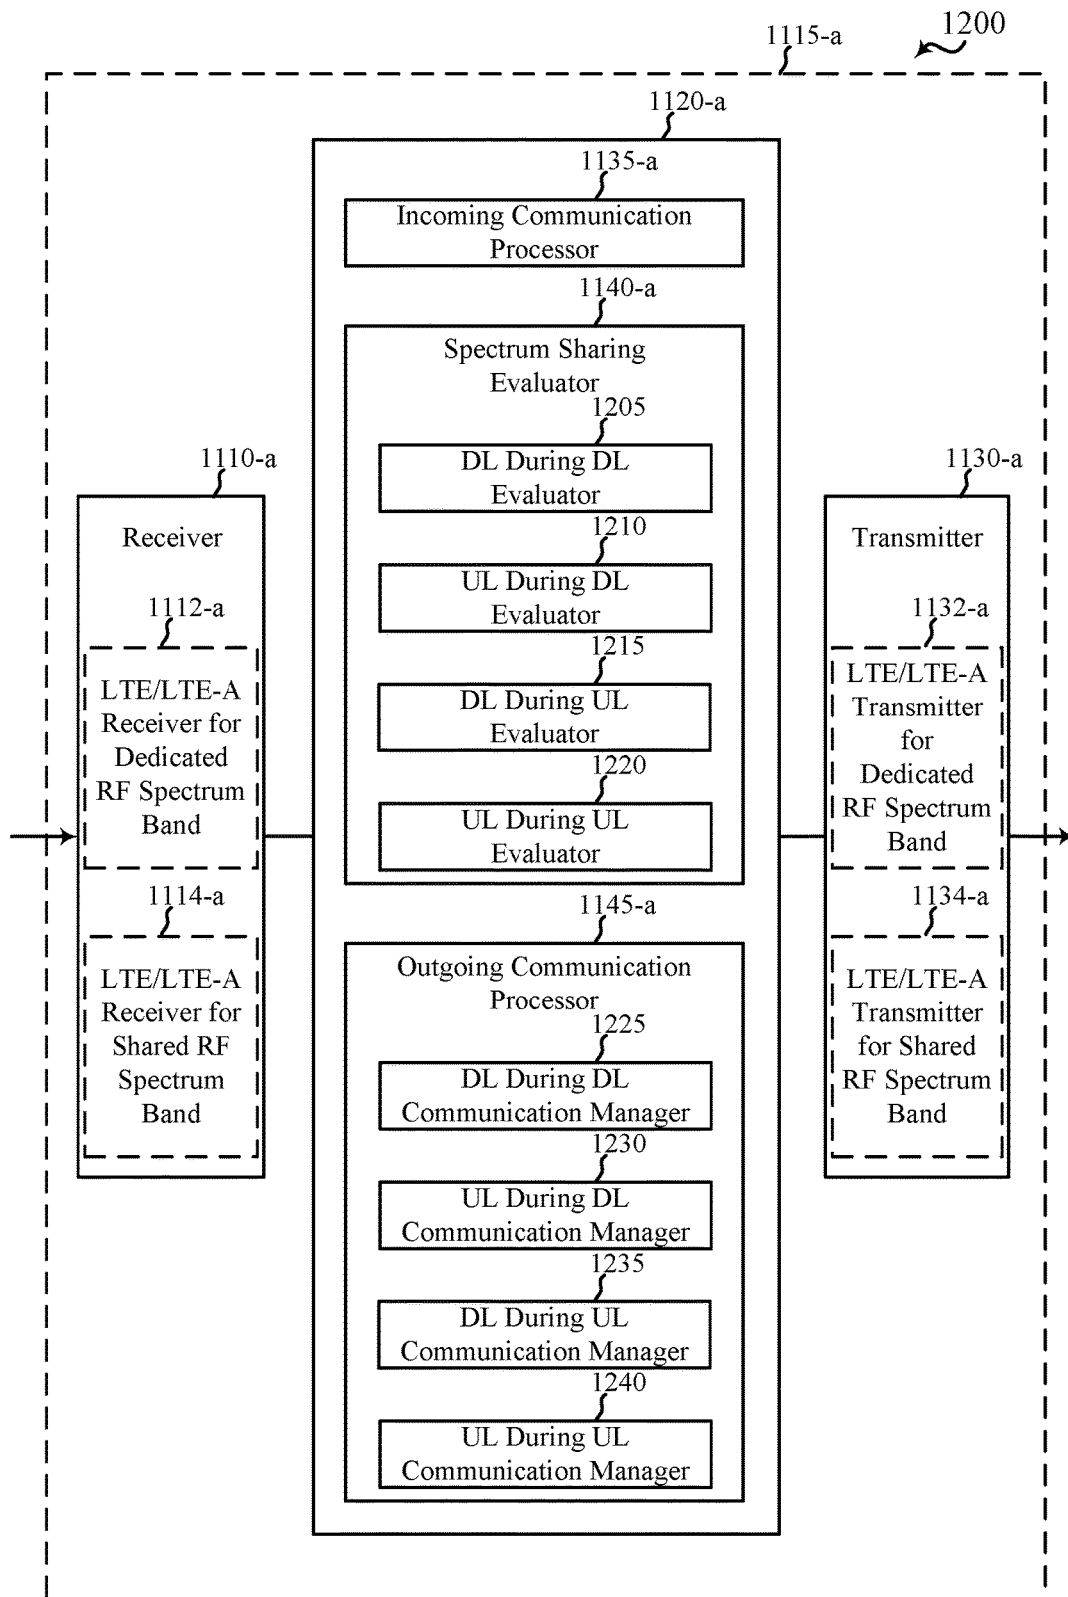 1200
1115-a
1120-a
1135-a
Incoming Communication
Processor
1140-a
Spectrum Sharing
Evaluator
1205
DL During DL
Evaluator
1210
UL During DL
Evaluator
1215
DL During UL
Evaluator
1220
UL During UL
Evaluator
1145-a
Outgoing Communication
Processor
1225
DL During DL
Communication Manager
1230
UL During DL
Communication Manager
1235
DL During UL
Communication Manager
1240
UL During UL
Communication Manager
1110-a
Receiver
1112-a
LTE/LTE-A
Receiver for
Dedicated
RF Spectrum
Band
1114-a
LTE/LTE-A
Receiver for
Shared RF
Spectrum
Band
1130-a
Transmitter
1132-a
LTE/LTE-A
Transmitter
for
Dedicated
RF Spectrum
Band
1134-a
LTE/LTE-A
Transmitter
for Shared
RF Spectrum
Band